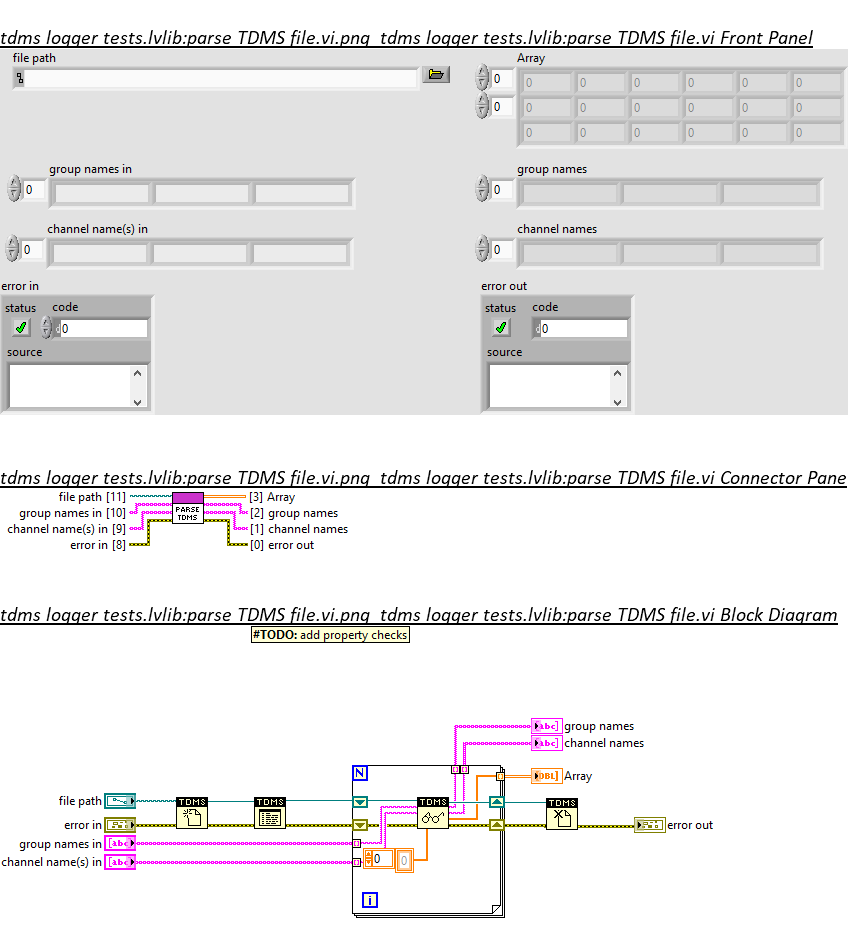 tdms logger tests.lvlib:parse TDMS file.vi.png tdms logger tests.lvlib:parse TDMS file.vi Front Panel
file path
Array
0 0 0 0 0 0 0
0 0 0 0 0 0 0
0 0 0 0 0 0
group names in
group names
0
0
channel name(s) in
channel names
0
0
error in
error out
status code
status code
d0
d0
source
source
tdms logger tests.lvlib:parse TDMS file.vi.png tdms logger tests.lvlib:parse TDMS file.vi Connector Pane
file path [11]
[3] Array
group names in [10]
PARSE
TDMS
[2] group names
channel name(s) in [9]
[1] channel names
error in [8]
[0] error out
tdms logger tests.lvlib:parse TDMS file.vi.png tdms logger tests.lvlib:parse TDMS file.vi Block Diagram
#TODO: add property checks
abc group names
abc channel names
N
DBL Array
file path
TDMS
TDMS
TDMS
TDMS
error in
error out
group names in abc
channel name(s) in abc
0 0
i